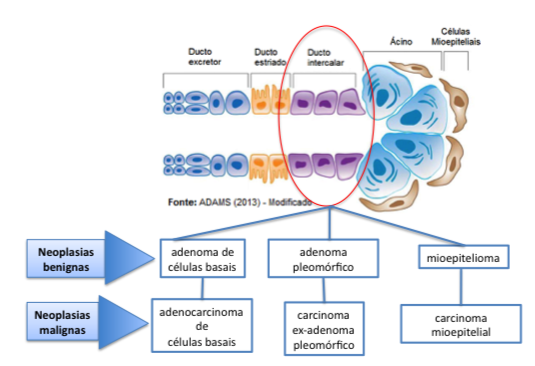 Células
Mioepiteliais
Ducto
excretor
Ducto
estriado
Ducto
intercalar
Ácino
Fonte: ADAMS (2013) - Modificado
Neoplasias
benignas
adenoma de
células basais
adenoma
pleomórfico
mioepitelioma
Neoplasias
malignas
adenocarcinoma
de
células basais
carcinoma
ex-adenoma
pleomórfico
carcinoma
mioepitelial